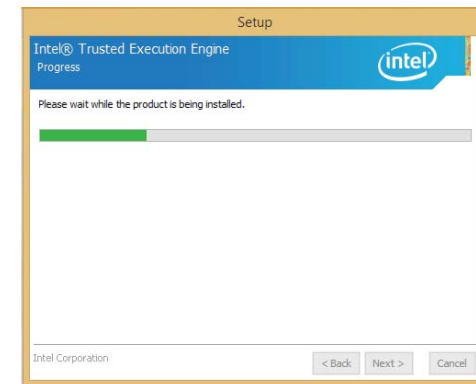 Setup
Intel® Trusted Execution Engine
Progress
intel
Please wait while the product is being installed.
Intel Corporation
< Back Next > Cancel